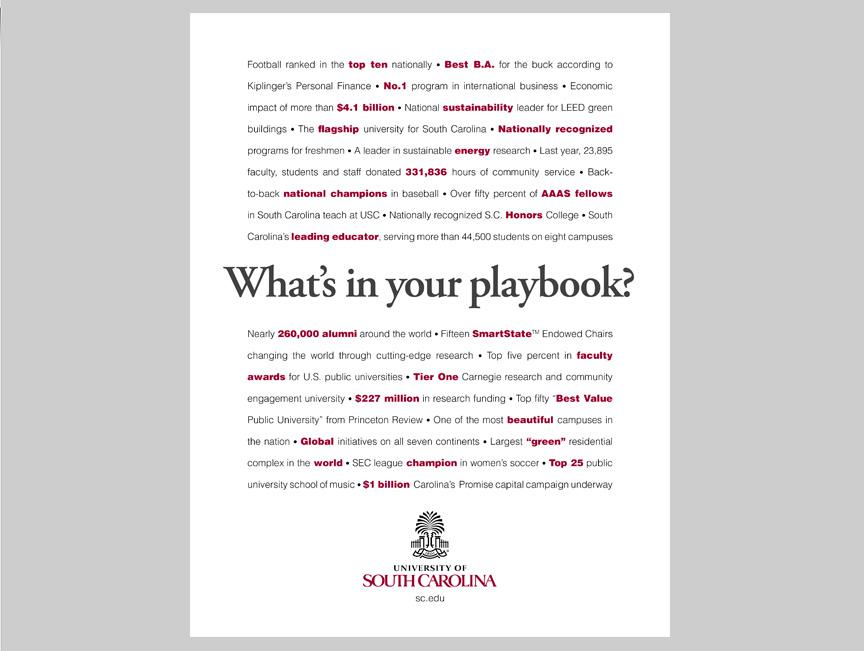 Football ranked in the top ten nationally • Best B.A. for the buck according to
Kiplinger's Personal Finance • No.1 program in international business • Economic
impact of more than $4.1 billion • National sustainability leader for LEED green
buildings • The flagship university for South Carolina • Nationally recognized
programs for freshmen • A leader in sustainable energy research • Last year, 23,895
faculty, students and staff donated 331,836 hours of community service • Back-
to-back national champions in baseball • Over fifty percent of AAAS fellows
in South Carolina teach at USC • Nationally recognized S.C. Honors College • South
Carolina's leading educator, serving more than 44,500 students on eight campuses
What's in your playbook?
Nearly 260,000 alumni around the world • Fifteen SmartState™ Endowed Chairs
changing the world through cutting-edge research • Top five percent in faculty
awards for U.S. public universities • Tier One Carnegie research and community
engagement university • $227 million in research funding • Top fifty "Best Value
Public University" from Princeton Review • One of the most beautiful campuses in
the nation • Global initiatives on all seven continents • Largest "green" residential
complex in the world • SEC league champion in women's soccer • Top 25 public
university school of music • $1 billion Carolina's Promise capital campaign underway
UNIVERSITY OF
SOUTH CAROLINA
sc.edu